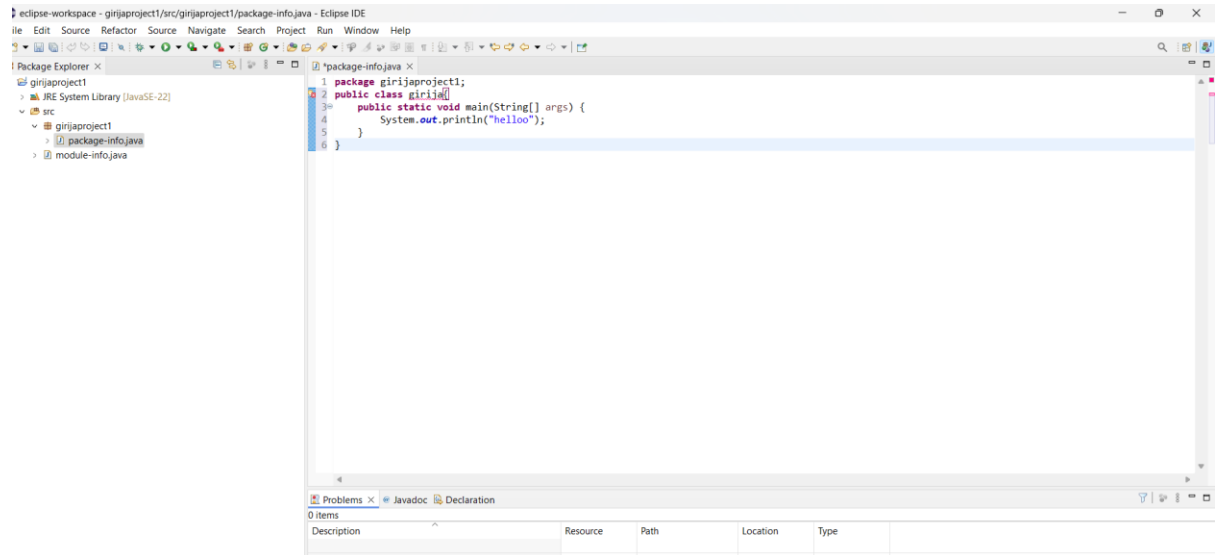 eclipse-workspace - girijaproject1/src/girijaproject1/package-info.java - Eclipse IDE
ile Edit Source Refactor Source Navigate Search Project Run Window Help
Package Explorer
*package-info.java
girijaproject1
JRE System Library [JavaSE-22]
src
girijaproject1
package-info.java
module-info.java
1 package girijaproject1;
2 public class girija{
3 public static void main(String[] args) {
4 System.out.println("helloo");
5 }
6 }
Problems Javadoc Declaration
0 items
Description Resource Path Location Type